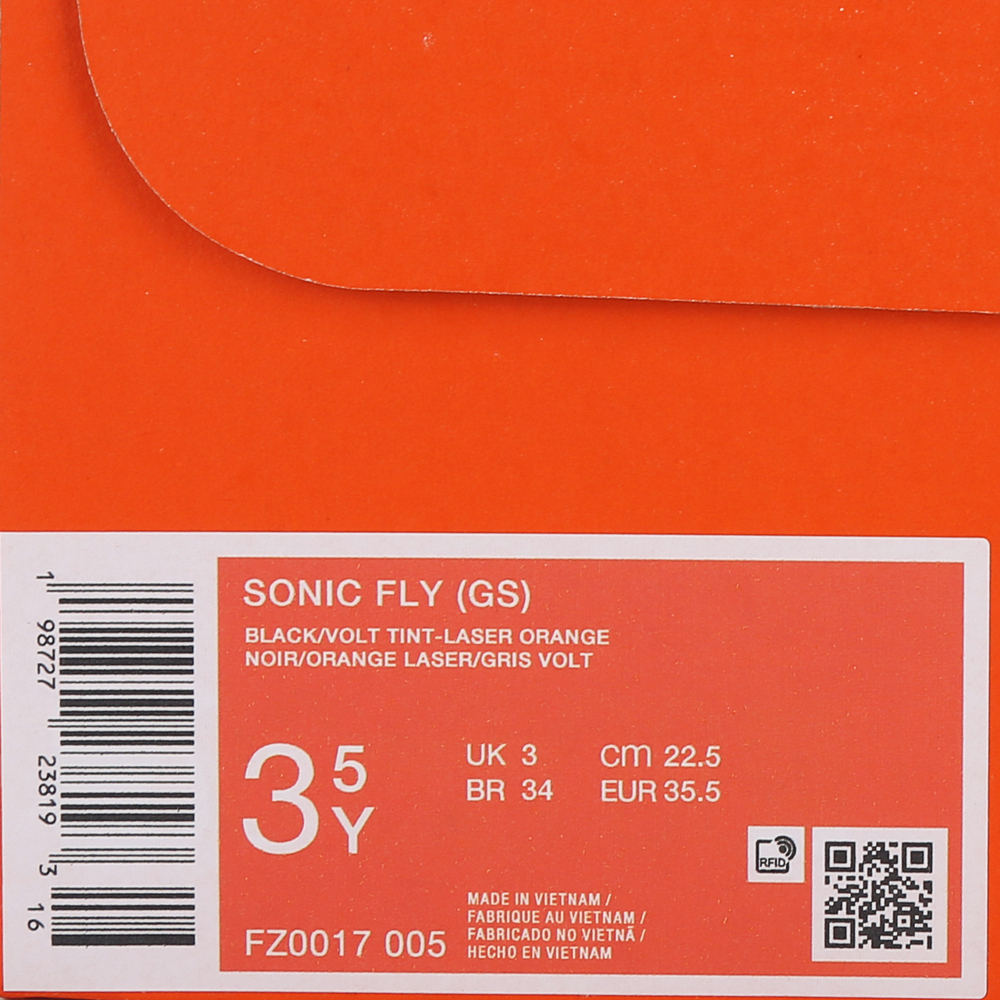 SONIC FLY (GS)
BLACK/VOLT TINT-LASER ORANGE
NOIR/ORANGE LASER/GRIS VOLT
3 5 Y
UK 3 cm 22.5
BR 34 EUR 35.5
RFID
FZ0017 005
MADE IN VIETNAM /
FABRIQUE AU VIETNAM /
FABRICADO NO VIETNÃ /
HECHO EN VIETNAM
1 98727 23819 3 16